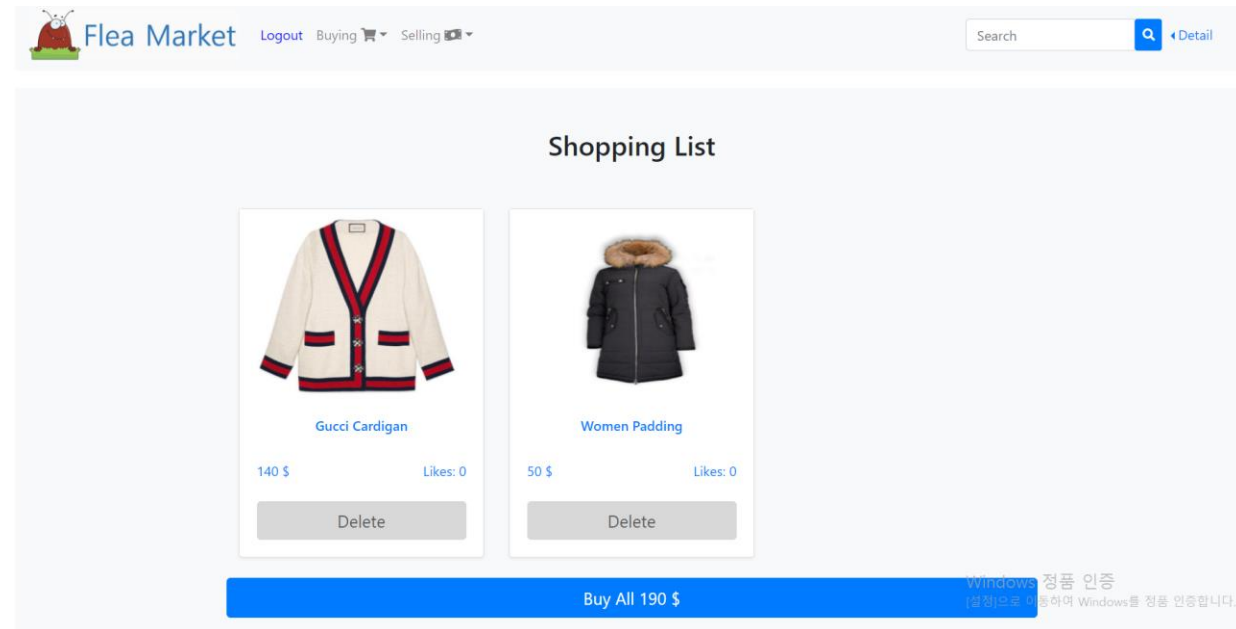 Flea Market Logout Buying Selling Search Detail
Shopping List
Gucci Cardigan
140 $ Likes: 0
Delete
Women Padding
50 $ Likes: 0
Delete
Buy All 190 $
Windows 정품 인증
[설정]으로 이동하여 Windows를 정품 인증합니다.